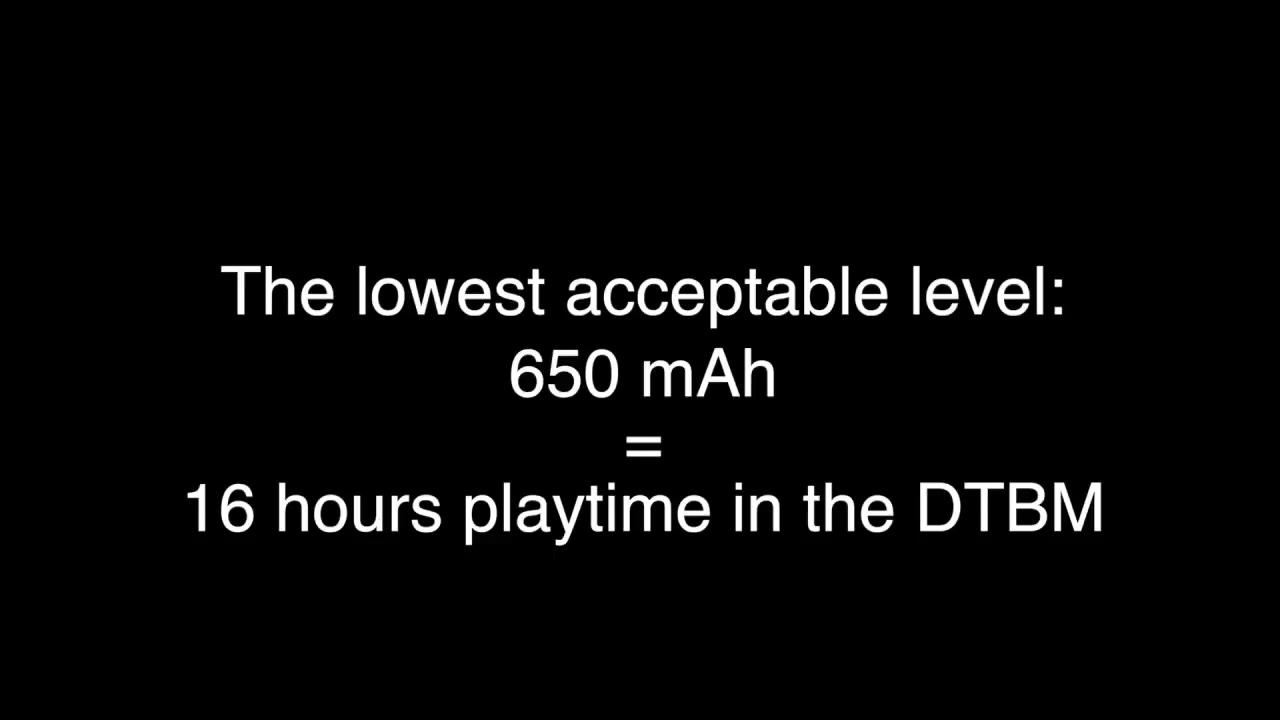 The lowest acceptable level:
650 mAh
=
16 hours playtime in the DTBM